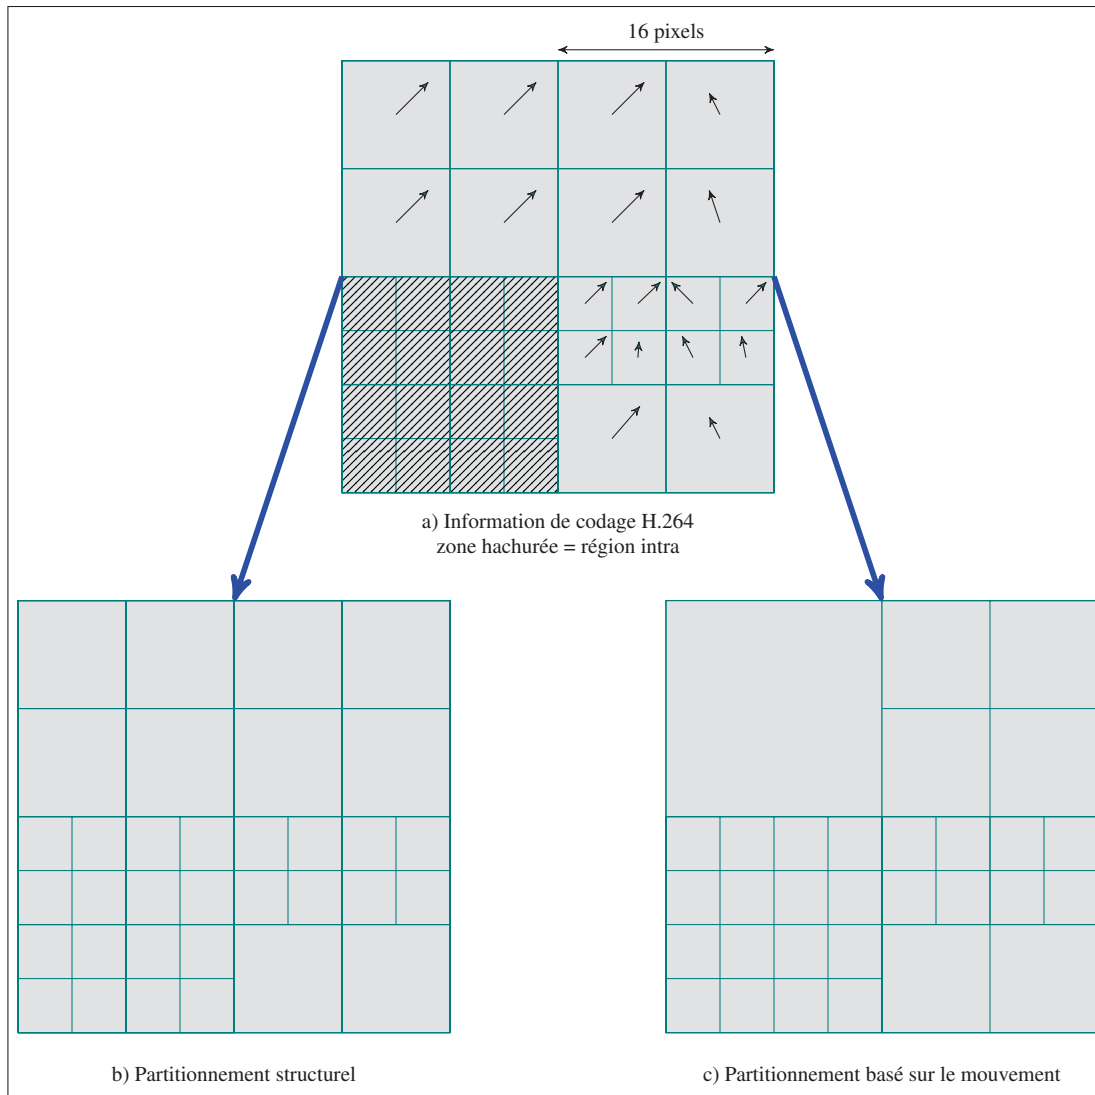 16 pixels
a) Information de codage H.264
zone hachurée = région intra
b) Partitionnement structurel
c) Partitionnement basé sur le mouvement